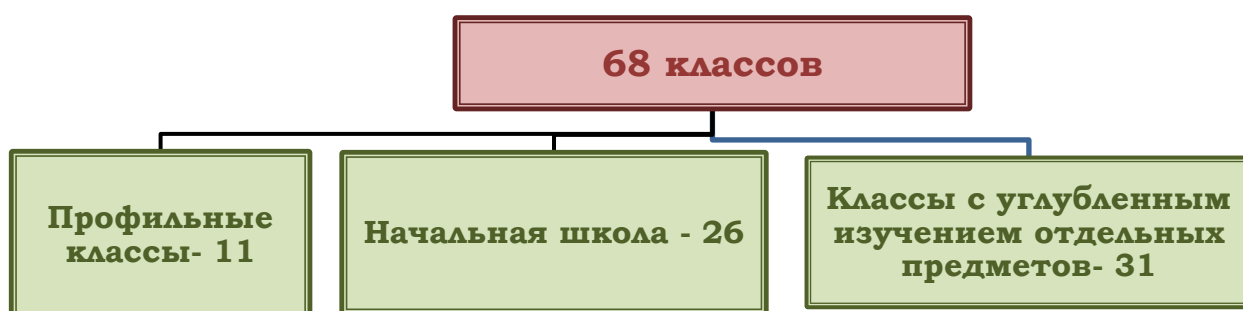 68 классов
Профильные
классы- 11
Начальная школа - 26
Классы с углубленным
изучением отдельных
предметов- 31